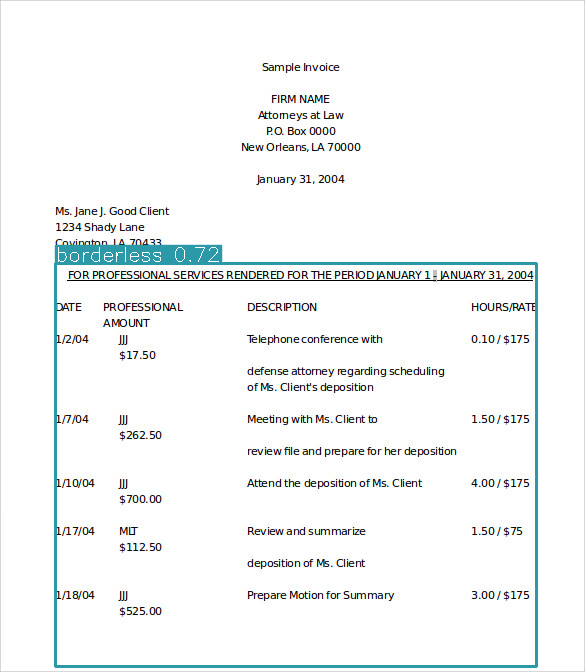 Sample Invoice
FIRM NAME
Attorneys at Law
P.O. Box 0000
New Orleans, LA 70000
January 31, 2004
Ms. Jane J. Good Client
1234 Shady Lane
Covington, LA 70433
borderless 0.72
FOR PROFESSIONAL SERVICES RENDERED FOR THE PERIOD JANUARY 1 - JANUARY 31, 2004
DATE PROFESSIONAL DESCRIPTION HOURS/RATE
AMOUNT
1/2/04 JJJ Telephone conference with 0.10 / $175
$17.50
defense attorney regarding scheduling
of Ms. Client's deposition
1/7/04 JJJ Meeting with Ms. Client to 1.50 / $175
$262.50
review file and prepare for her deposition
1/10/04 JJJ Attend the deposition of Ms. Client 4.00 / $175
$700.00
1/17/04 MLT Review and summarize 1.50 / $75
$112.50
deposition of Ms. Client
1/18/04 JJJ Prepare Motion for Summary 3.00 / $175
$525.00